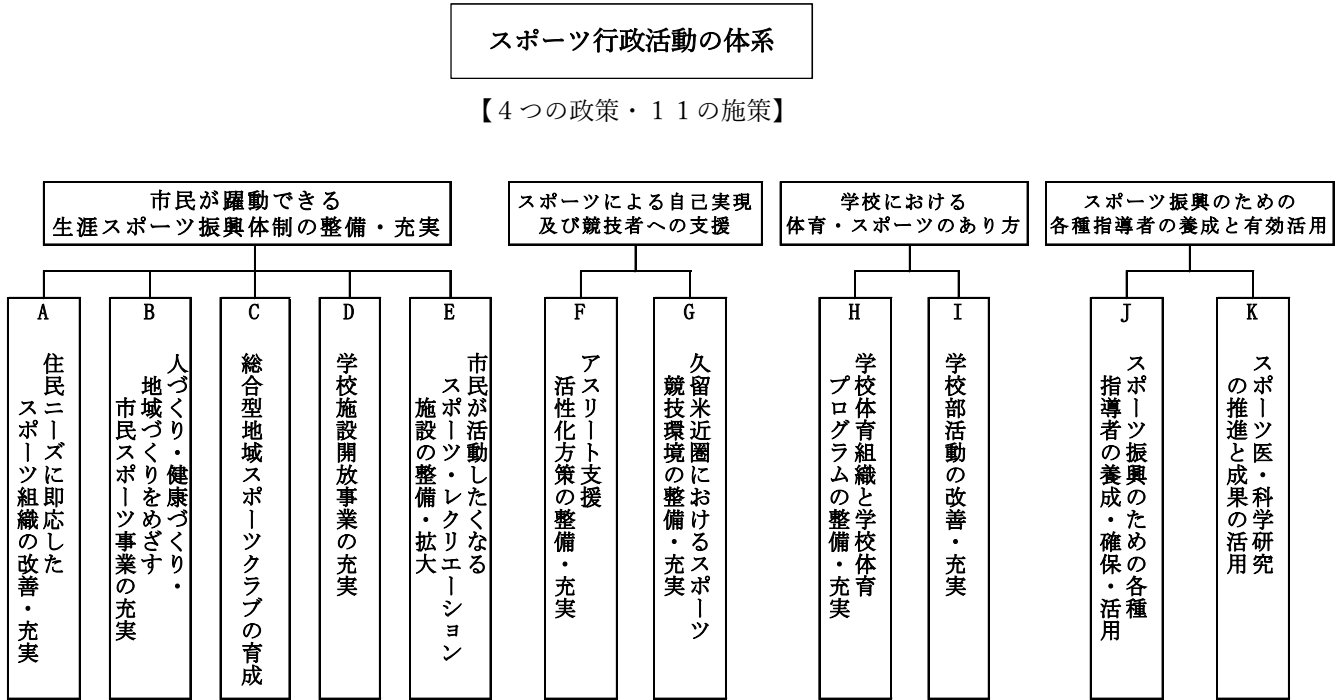 スポーツ行政活動の体系
【４つの政策・１１の施策】
市民が躍動できる
生涯スポーツ振興体制の整備・充実
スポーツによる自己実現
及び競技者への支援
学校における
体育・スポーツのあり方
スポーツ振興のための
各種指導者の養成と有効活用
A
住民ニーズに即応した
スポーツ組織の改善・充実
B
人づくり・健康づくり・
地域づくりをめざす
市民スポーツ事業の充実
C
総合型地域スポーツクラブの育成
D
学校施設開放事業の充実
E
市民が活動したくなる
スポーツ・レクリエーション
施設の整備・拡大
F
アスリート支援
活性化方策の整備・充実
G
久留米近圏におけるスポーツ
競技環境の整備・充実
H
学校体育組織と学校体育
プログラムの整備・充実
I
学校部活動の改善・充実
J
スポーツ振興のための各種
指導者の養成・確保・活用
K
スポーツ医・科学研究
の推進と成果の活用